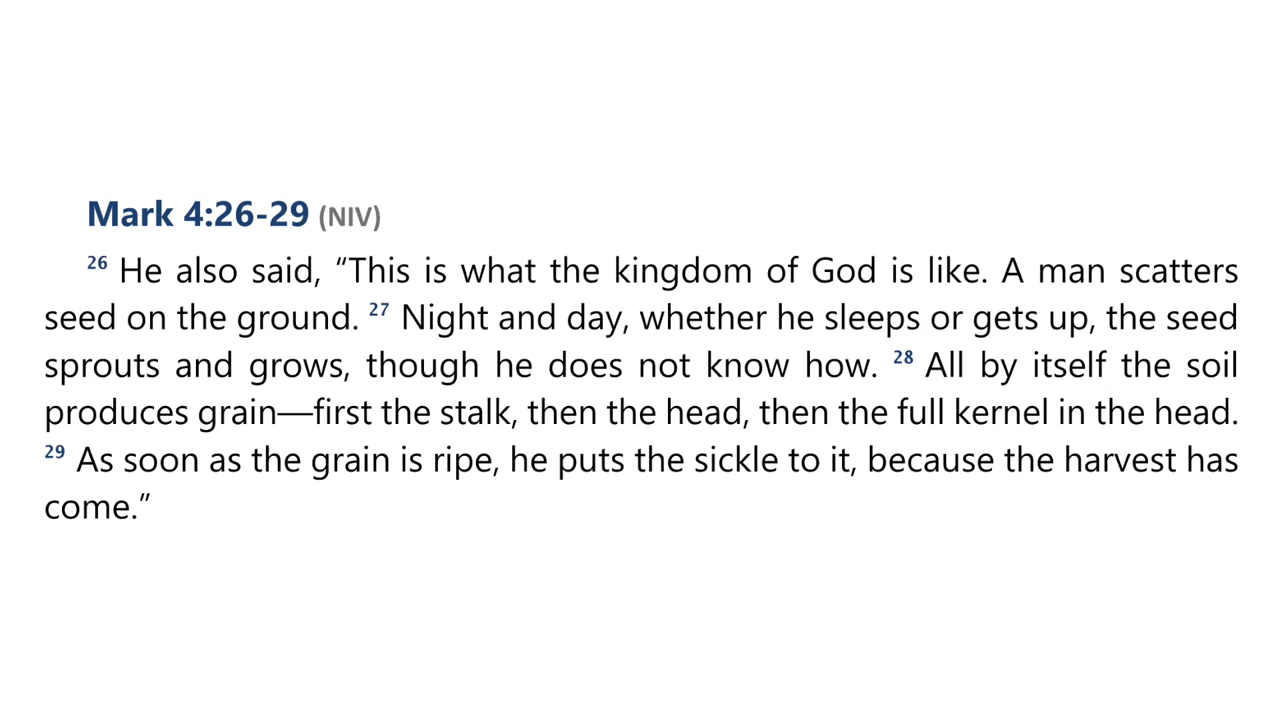 Mark 4:26-29 (NIV)
26 He also said, “This is what the kingdom of God is like. A man scatters
seed on the ground. 27 Night and day, whether he sleeps or gets up, the seed
sprouts and grows, though he does not know how. 28 All by itself the soil
produces grain—first the stalk, then the head, then the full kernel in the head.
29 As soon as the grain is ripe, he puts the sickle to it, because the harvest has
come.”